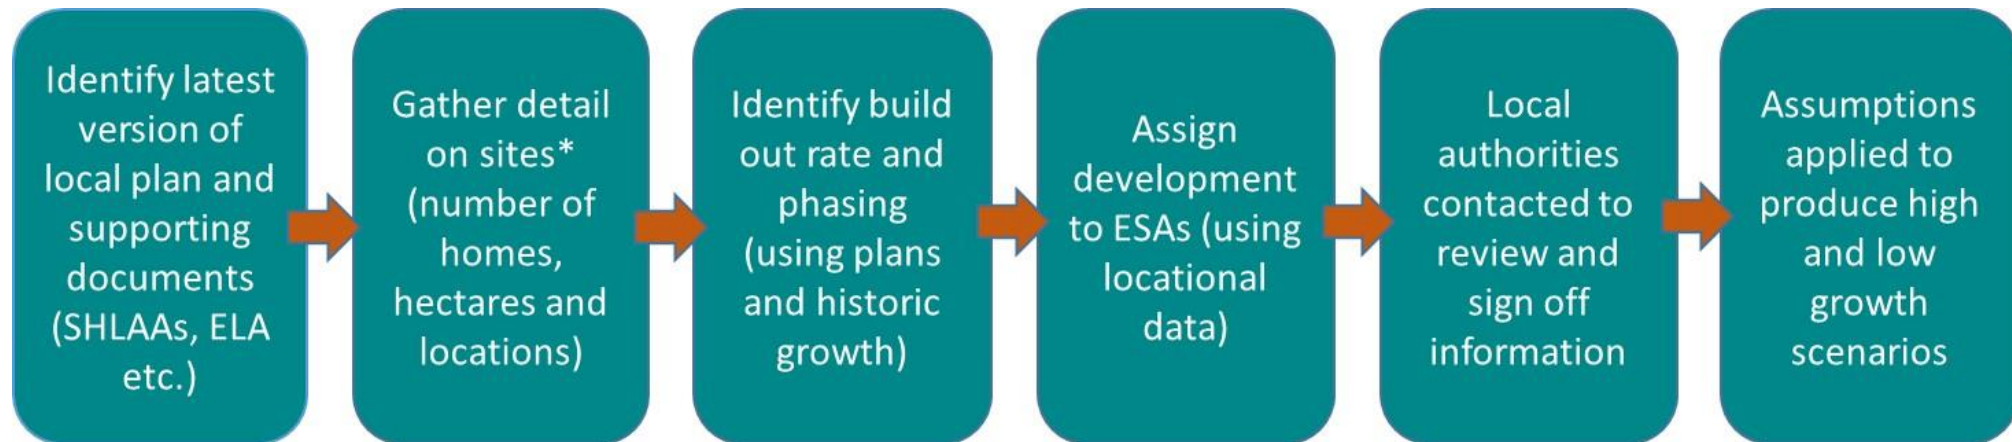 Identify latest
version of
local plan and
supporting
documents
(SHLAAs, ELA
etc.)
Gather detail
on sites*
(number of
homes,
hectares and
locations)
Identify build
out rate and
phasing
(using plans
and historic
growth)
Assign
development
to ESAs (using
locational
data)
Local
authorities
contacted to
review and
sign off
information
Assumptions
applied to
produce high
and low
growth
scenarios